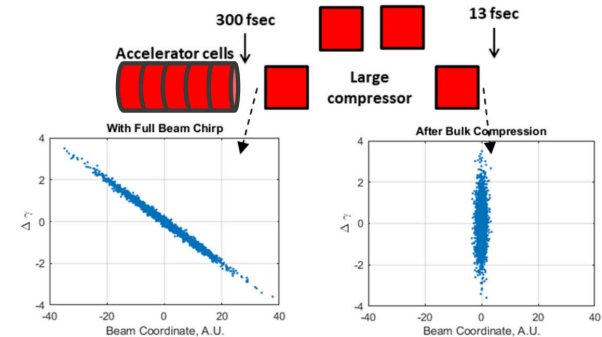 300 fsec
13 fsec
Accelerator cells
Large
compressor
With Full Beam Chirp
4
2
0
-2
-4
Δ γ
-40
-20
0
20
40
Beam Coordinate, A.U.
After Bulk Compression
4
2
0
-2
-4
Δ γ
-40
-20
0
20
40
Beam Coordinate, A.U.